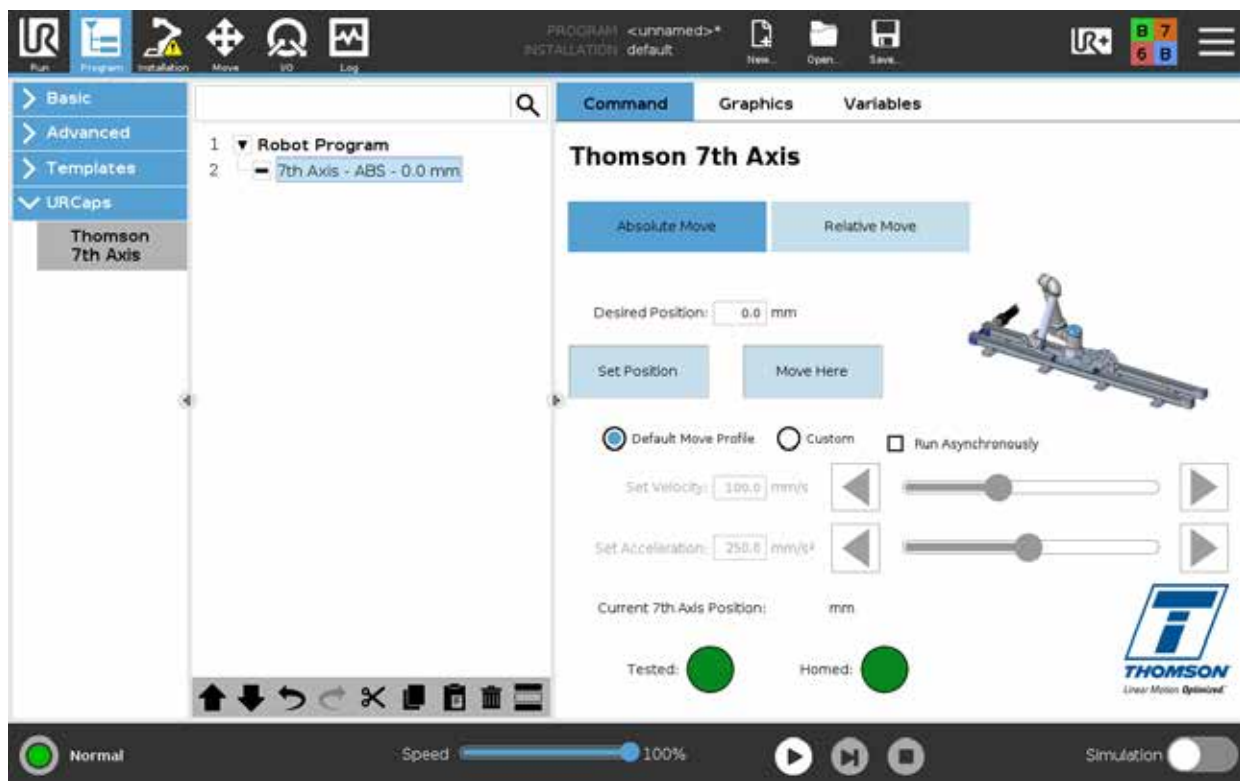 UR
PROGRAM <unnamed>*
INSTALLATION default
UR+
B 7
6 B
Run
Program
Installation
Move
I/O
Log
New...
Open...
Save...
Basic
Advanced
Templates
URCaps
Thomson
7th Axis
1 Robot Program
2 7th Axis - ABS - 0.0 mm
Command Graphics Variables
Thomson 7th Axis
Absolute Move Relative Move
Desired Position: 0.0 mm
Set Position Move Here
Default Move Profile Custom Run Asynchronously
Set Velocity: 100.0 mm/s
Set Acceleration: 250.0 mm/s²
Current 7th Axis Position: mm
Tested: Homed:
THOMSON
Linear Motion Optimized™
Normal Speed 100% Simulation